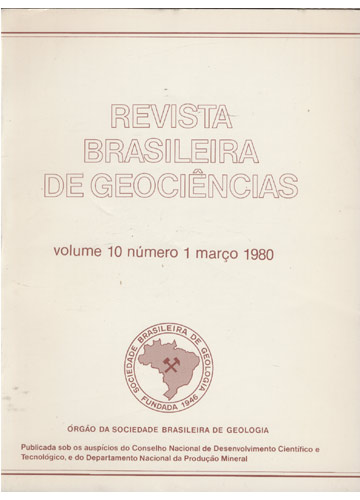 REVISTA
BRASILEIRA
DE GEOCIÊNCIAS
volume 10 número 1 março 1980
SOCIEDADE BRASILEIRA DE GEOLOGIA
FUNDADA 1946
ÓRGÃO DA SOCIEDADE BRASILEIRA DE GEOLOGIA
Publicada sob os auspícios do Conselho Nacional de Desenvolvimento Científico e
Tecnológico, e do Departamento Nacional da Produção Mineral